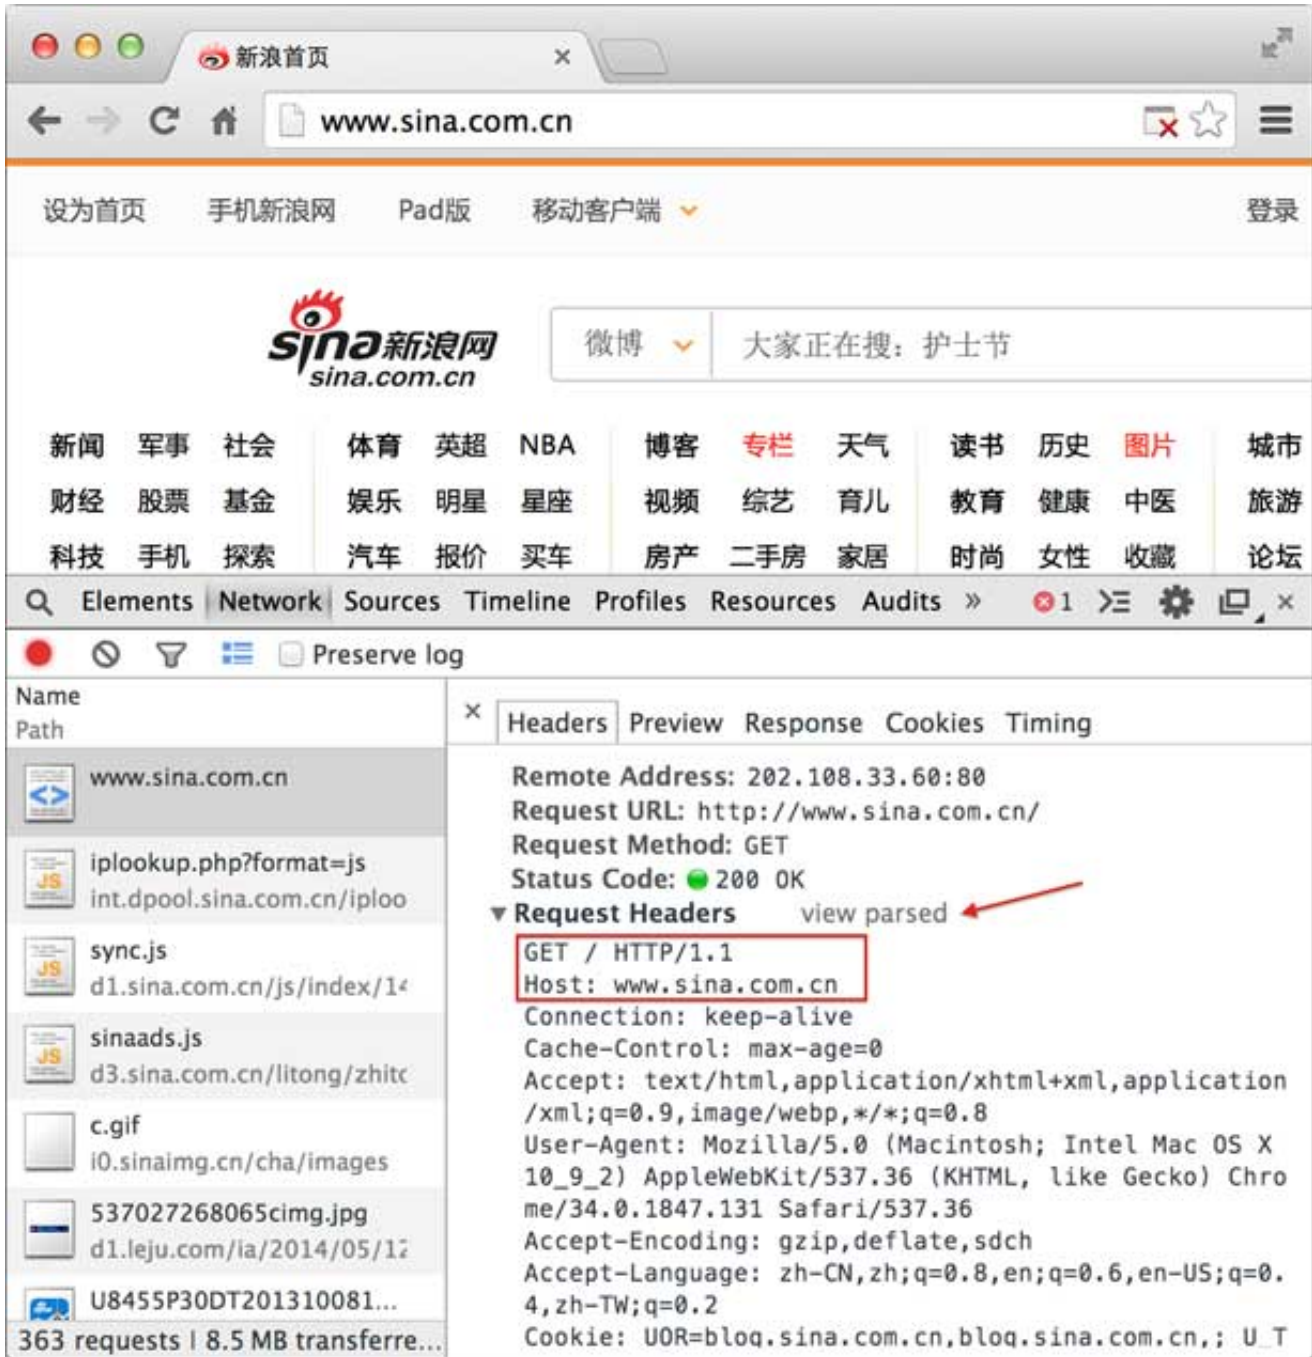 新浪首页
www.sina.com.cn
设为首页 手机新浪网 Pad版 移动客户端 登录
sina新浪网
sina.com.cn
微博 大家正在搜：护士节
新闻 军事 社会 体育 英超 NBA 博客 专栏 天气 读书 历史 图片 城市
财经 股票 基金 娱乐 明星 星座 视频 综艺 育儿 教育 健康 中医 旅游
科技 手机 探索 汽车 报价 买车 房产 二手房 家居 时尚 女性 收藏 论坛
Elements Network Sources Timeline Profiles Resources Audits » 1
Preserve log
Name
Path
www.sina.com.cn
iplookup.php?format=js
int.dpool.sina.com.cn/iploo
sync.js
d1.sina.com.cn/js/index/14
sinaads.js
d3.sina.com.cn/litong/zhitc
c.gif
i0.sinaimg.cn/cha/images
537027268065cimg.jpg
d1.leju.com/ia/2014/05/12
U8455P30DT201310081...
363 requests | 8.5 MB transferre...
Headers Preview Response Cookies Timing
Remote Address: 202.108.33.60:80
Request URL: http://www.sina.com.cn/
Request Method: GET
Status Code: 200 OK
Request Headers view parsed
GET / HTTP/1.1
Host: www.sina.com.cn
Connection: keep-alive
Cache-Control: max-age=0
Accept: text/html,application/xhtml+xml,application
/xml;q=0.9,image/webp,*/*;q=0.8
User-Agent: Mozilla/5.0 (Macintosh; Intel Mac OS X
10_9_2) AppleWebKit/537.36 (KHTML, like Gecko) Chro
me/34.0.1847.131 Safari/537.36
Accept-Encoding: gzip,deflate,sdch
Accept-Language: zh-CN,zh;q=0.8,en;q=0.6,en-US;q=0.
4,zh-TW;q=0.2
Cookie: UOR=blog.sina.com.cn,blog.sina.com.cn,; U_T